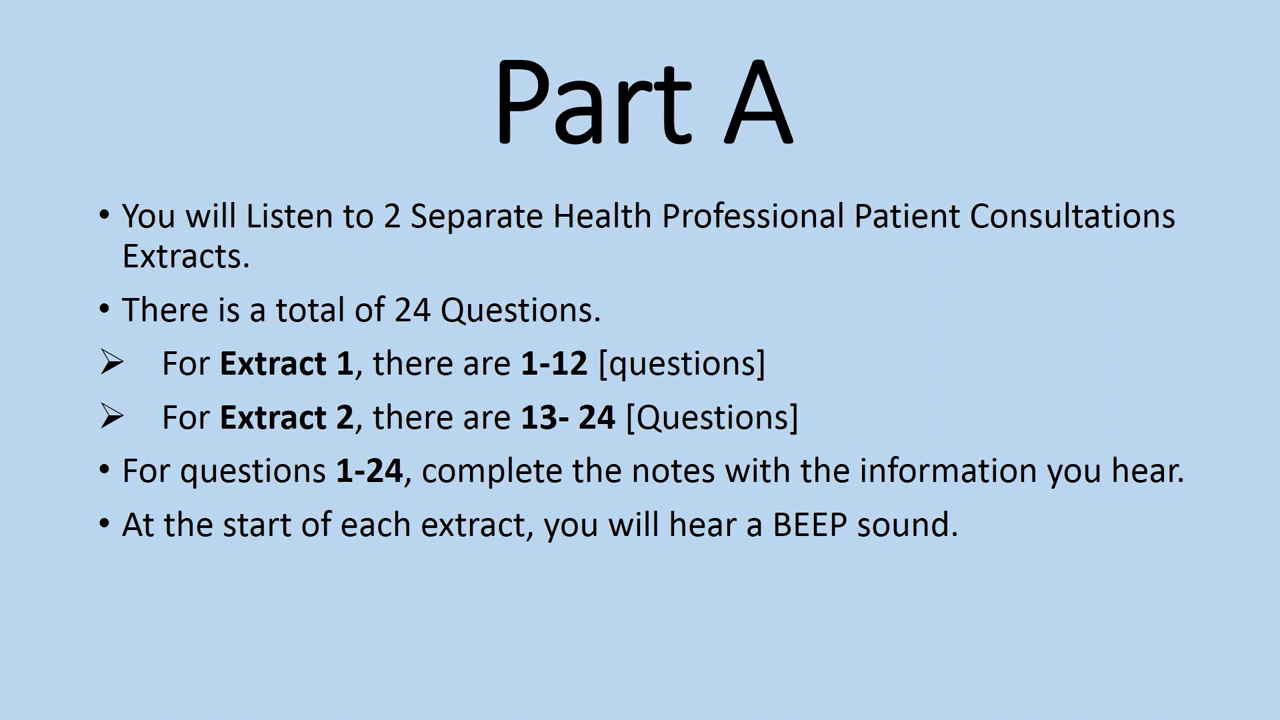 Part A
• You will Listen to 2 Separate Health Professional Patient Consultations
Extracts.
• There is a total of 24 Questions.
➢ For Extract 1, there are 1-12 [questions]
➢ For Extract 2, there are 13- 24 [Questions]
• For questions 1-24, complete the notes with the information you hear.
• At the start of each extract, you will hear a BEEP sound.